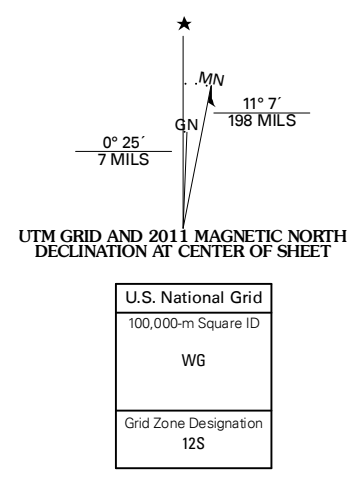 MN
11° 7´
198 MILS
GN
0° 25´
7 MILS
UTM GRID AND 2011 MAGNETIC NORTH
DECLINATION AT CENTER OF SHEET
U.S. National Grid
100,000-m Square ID
WG
Grid Zone Designation
12S